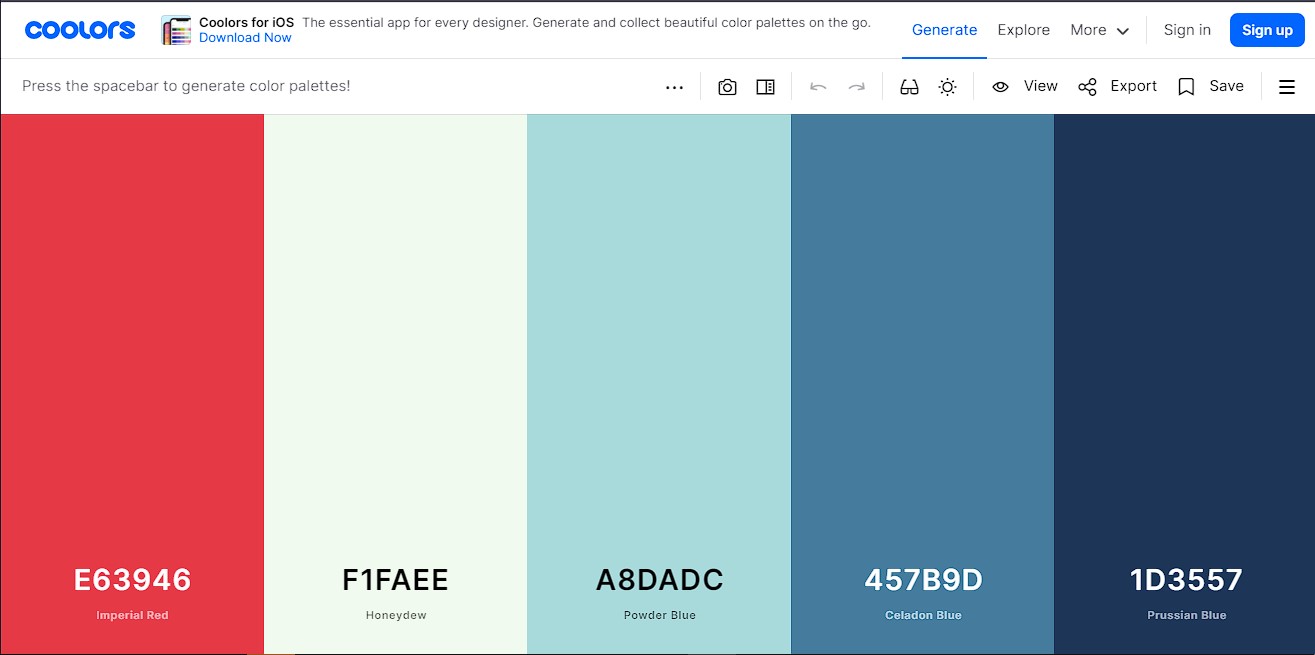 coolors
Coolors for iOS The essential app for every designer. Generate and collect beautiful color palettes on the go.
Download Now
Generate Explore More Sign in Sign up
Press the spacebar to generate color palettes!
View Export Save
E63946 F1FAEE A8DADC 457B9D 1D3557
Imperial Red Honeydew Powder Blue Celadon Blue Prussian Blue